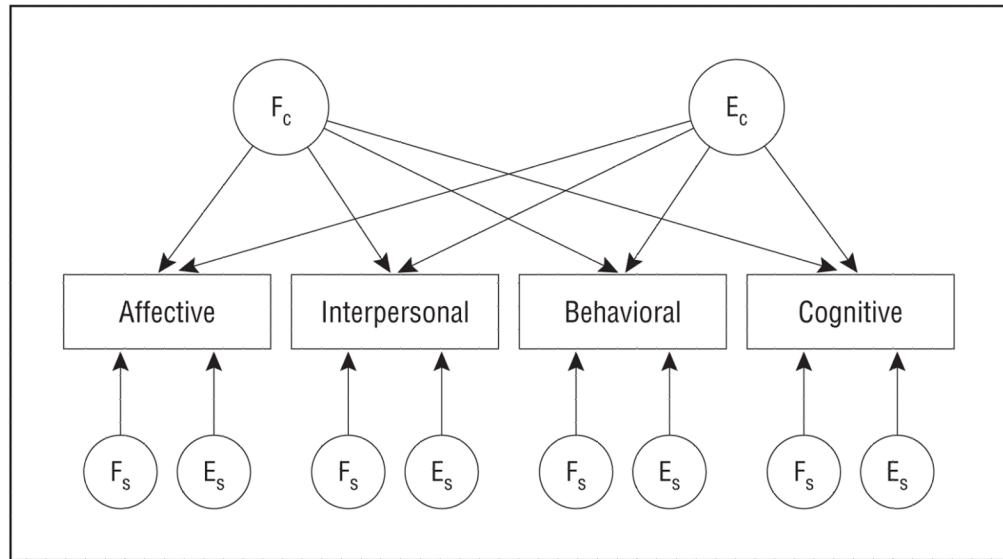 F_c E_c
Affective Interpersonal Behavioral Cognitive
F_s E_s F_s E_s F_s E_s F_s E_s